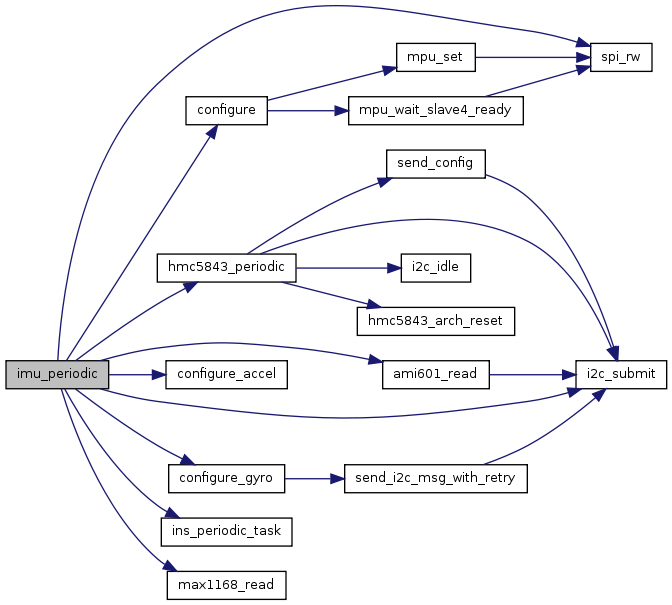 mpu_set
spi_rw
configure
mpu_wait_slave4_ready
send_config
hmc5843_periodic
i2c_idle
hmc5843_arch_reset
imu_periodic
configure_accel
ami601_read
i2c_submit
configure_gyro
send_i2c_msg_with_retry
ins_periodic_task
max1168_read